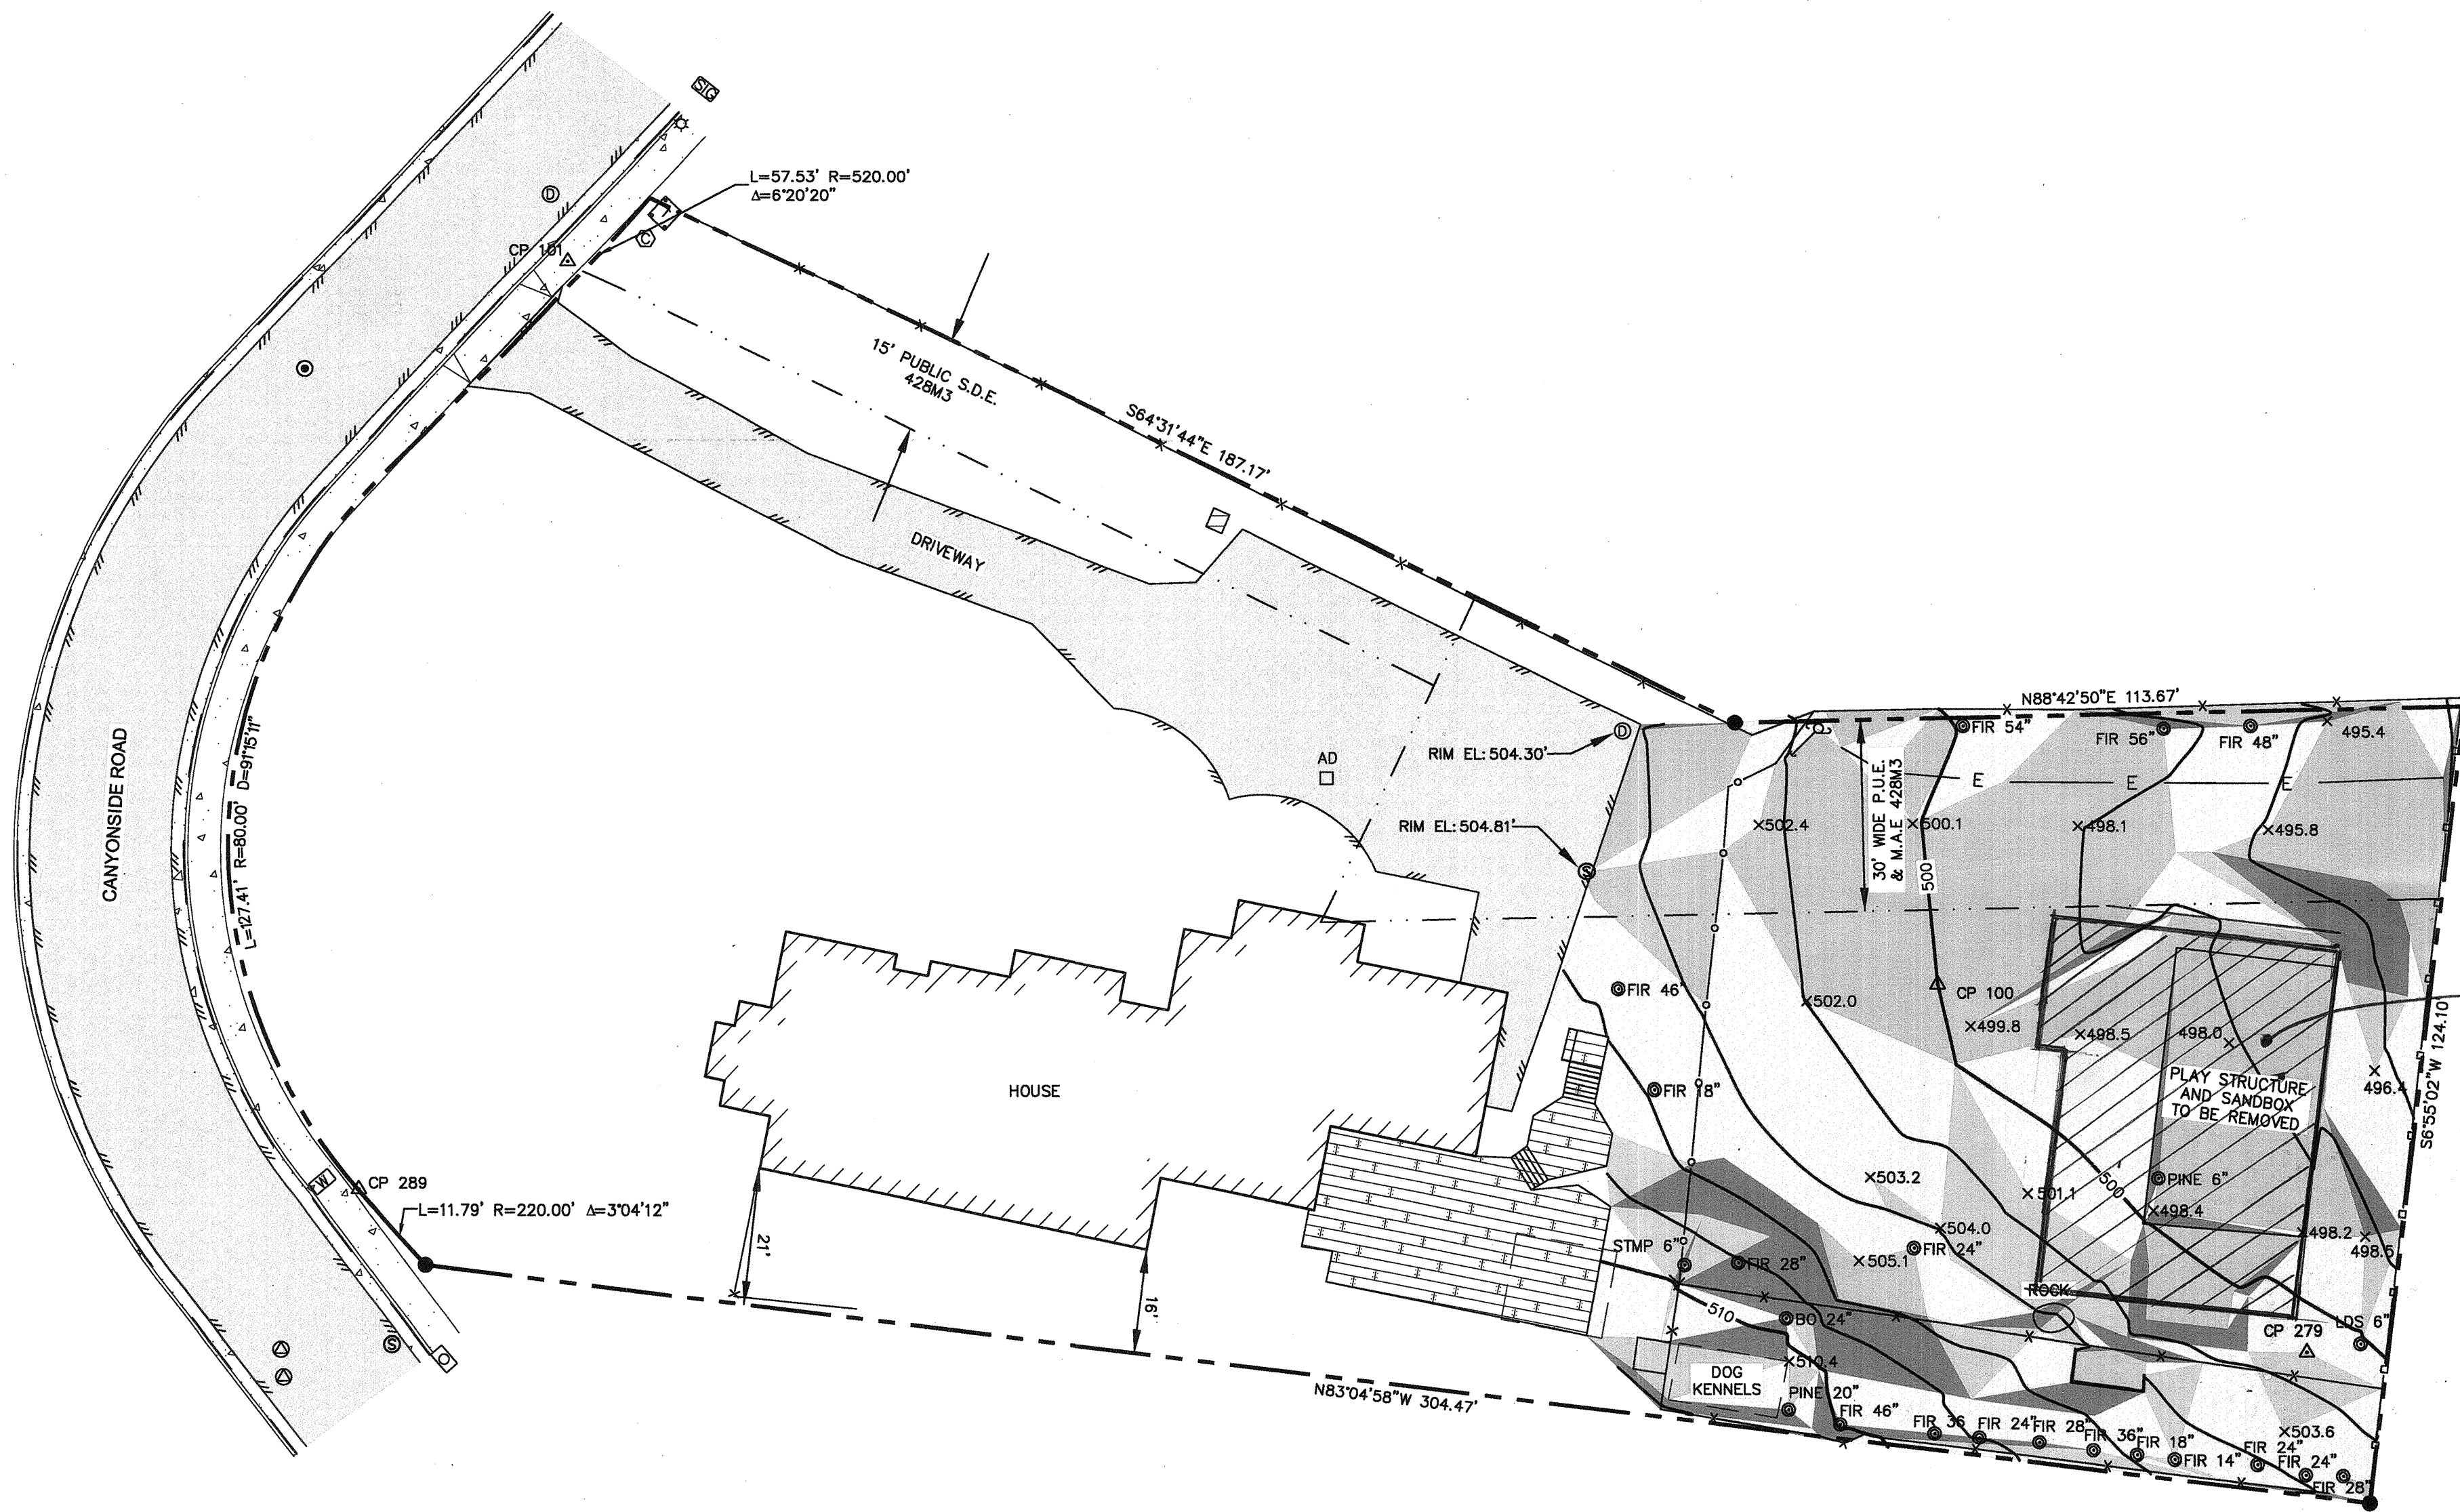 SIG
L=57.53' R=520.00'
Δ=6°20'20"
D
C
CP 101
15' PUBLIC S.D.E.
428M3
S64°31'44"E 187.17'
DRIVEWAY
N88°42'50"E 113.67'
FIR 54"
FIR 56"
FIR 48"
495.4
RIM EL: 504.30'
D
AD
E
E
E
30' WIDE P.U.E.
& M.A.E 428M3
CANYONSIDE ROAD
L=127.41' R=80.00' D=91°15'11"
RIM EL: 504.81'
S
502.4
500.1
498.1
495.8
500
FIR 46"
502.0
CP 100
499.8
498.5
498.0
HOUSE
FIR 18"
PLAY STRUCTURE
AND SANDBOX
TO BE REMOVED
496.4
S6°55'02"W 124.10'
W
CP 289
L=11.79' R=220.00' Δ=3°04'12"
503.2
501.1
500
PINE 6"
498.4
504.0
498.2
498.5
21'
STMP 6"
FIR 28"
505.1
FIR 24"
16'
ROCK
510
BO 24"
LDS 6"
CP 279
S
510.4
DOG
KENNELS
N83°04'58"W 304.47'
PINE 20"
FIR 46"
FIR 36
FIR 24"
FIR 28"
FIR 36"
FIR 18"
FIR 14"
503.6
FIR 24"
FIR 24"
FIR 28"